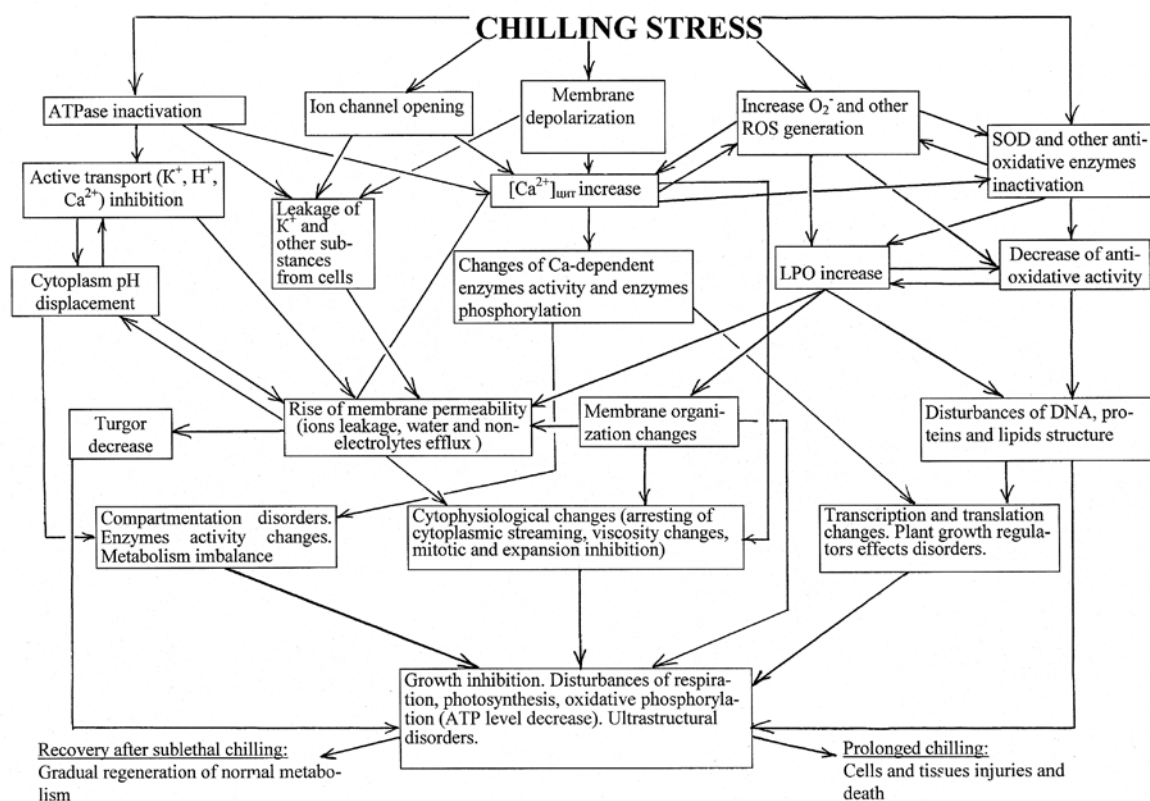 CHILLING STRESS
ATPase inactivation
Ion channel opening
Membrane
depolarization
Increase O₂⁻ and other
ROS generation
SOD and other anti-
oxidative enzymes
inactivation
Active transport (K⁺, H⁺,
Ca²⁺) inhibition
Leakage of
K⁺ and
other sub-
stances
from cells
[Ca²⁺]цит increase
Cytoplasm pH
displacement
Changes of Ca-dependent
enzymes activity and enzymes
phosphorylation
LPO increase
Decrease of anti-
oxidative activity
Turgor
decrease
Rise of membrane permeability
(ions leakage, water and non-
electrolytes efflux )
Membrane organi-
zation changes
Disturbances of DNA, pro-
teins and lipids structure
Compartmentation disorders.
Enzymes activity changes.
Metabolism imbalance
Cytophysiological changes (arresting of
cytoplasmic streaming, viscosity changes,
mitotic and expansion inhibition)
Transcription and translation
changes. Plant growth regula-
tors effects disorders.
Growth inhibition. Disturbances of respira-
tion, photosynthesis, oxidative phosphoryla-
tion (ATP level decrease). Ultrastructural
disorders.
Recovery after sublethal chilling:
Gradual regeneration of normal metabo-
lism
Prolonged chilling:
Cells and tissues injuries and
death